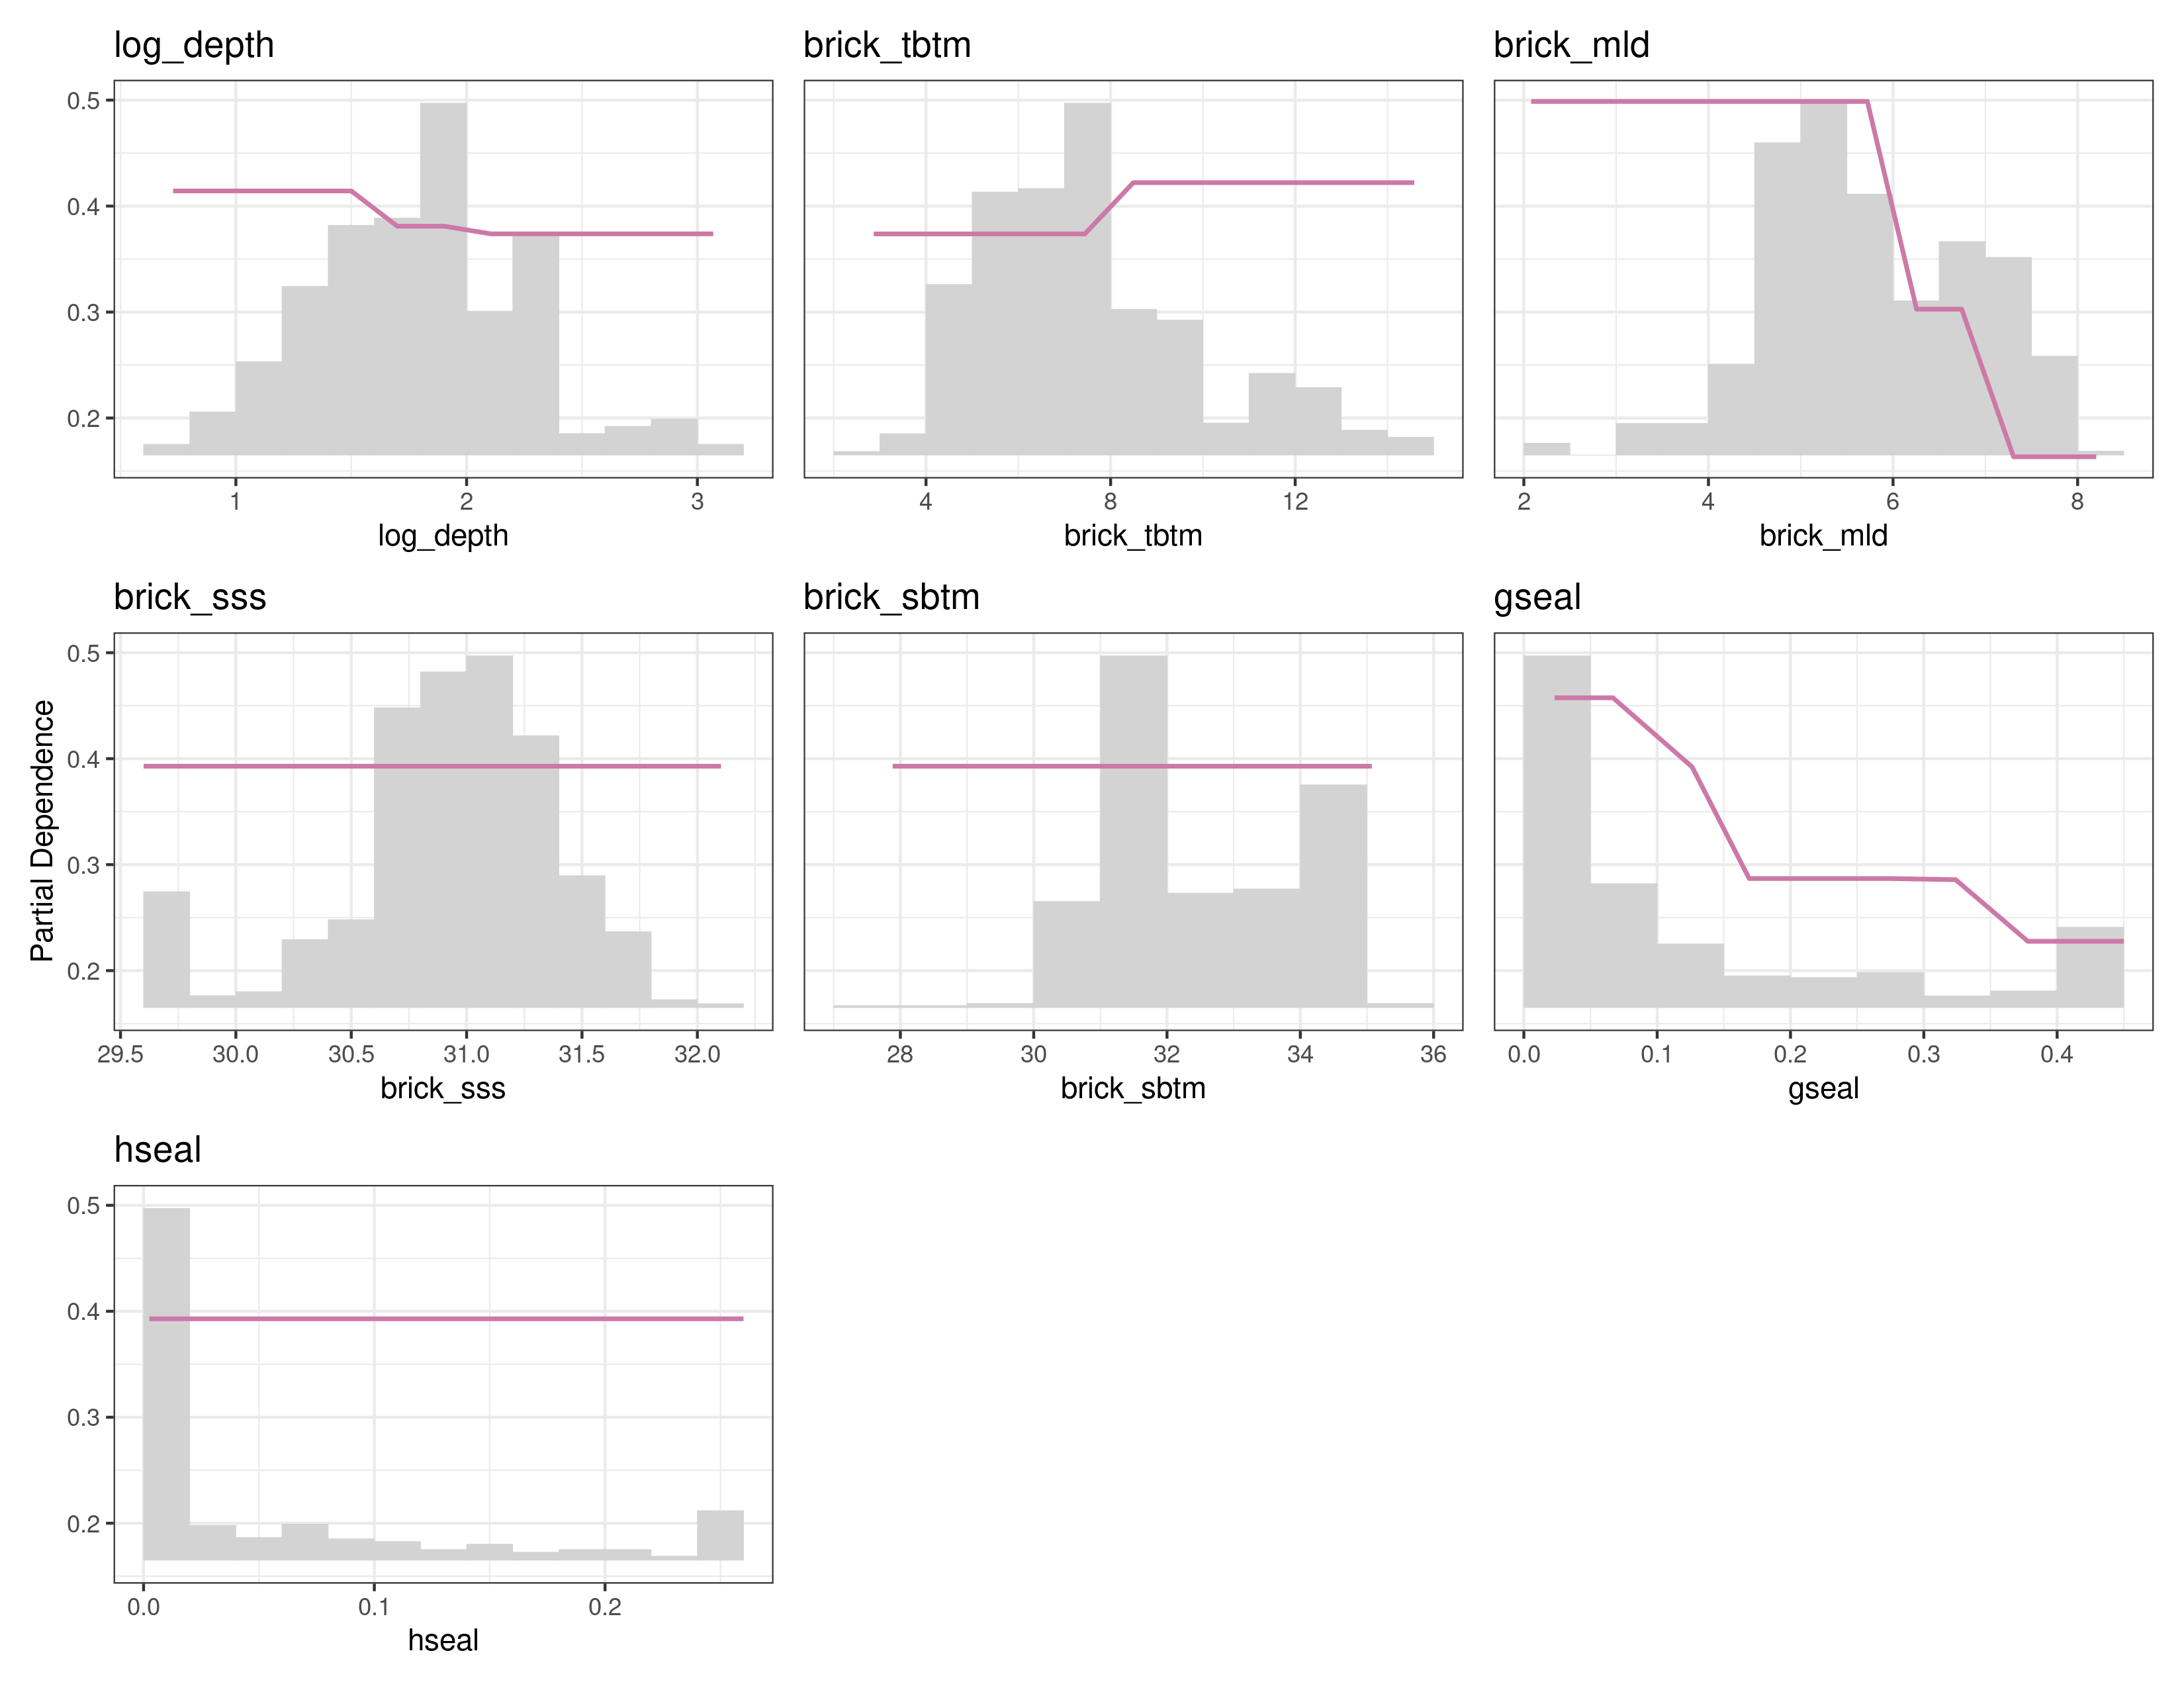 log_depth brick_tbtm brick_mld
0.5
0.4
0.3
0.2
1 2 3 4 8 12 2 4 6 8
log_depth brick_tbtm brick_mld
brick_sss brick_sbtm gseal
Partial Dependence
0.5
0.4
0.3
0.2
29.5 30.0 30.5 31.0 31.5 32.0 28 30 32 34 36 0.0 0.1 0.2 0.3 0.4
brick_sss brick_sbtm gseal
hseal
0.5
0.4
0.3
0.2
0.0 0.1 0.2
hseal